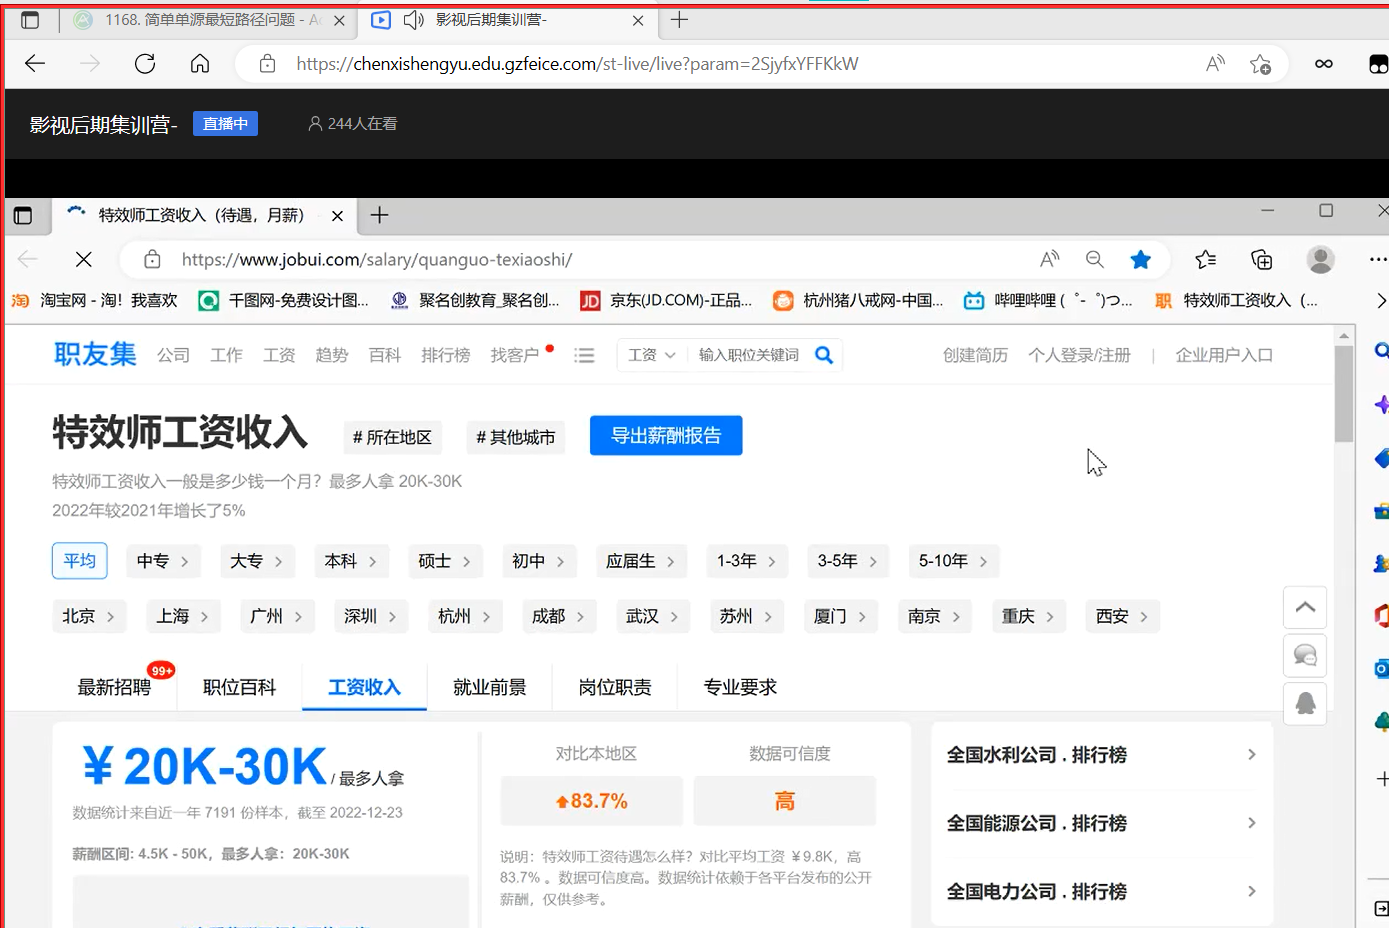 1168. 简单单源最短路径问题 - Ac
影视后期集训营-
https://chenxishengyu.edu.gzfeice.com/st-live/live?param=2SjyfxYFFKkW
影视后期集训营- 直播中 244人在看
特效师工资收入（待遇，月薪）
https://www.jobui.com/salary/quanguo-texiaoshi/
淘 淘宝网 - 淘！我喜欢 千图网-免费设计图... 聚名创教育_聚名创... JD 京东(JD.COM)-正品... 杭州猪八戒网-中国... 哔哩哔哩 ( ゜- ゜)つ... 职 特效师工资收入（...
职友集 公司 工作 工资 趋势 百科 排行榜 找客户 工资 输入职位关键词 创建简历 个人登录/注册 | 企业用户入口
特效师工资收入 # 所在地区 # 其他城市 导出薪酬报告
特效师工资收入一般是多少钱一个月？最多人拿 20K-30K
2022年较2021年增长了5%
平均 中专 大专 本科 硕士 初中 应届生 1-3年 3-5年 5-10年
北京 上海 广州 深圳 杭州 成都 武汉 苏州 厦门 南京 重庆 西安
最新招聘 99+ 职位百科 工资收入 就业前景 岗位职责 专业要求
￥20K-30K / 最多人拿
数据统计来自近一年 7191 份样本，截至 2022-12-23
薪酬区间: 4.5K - 50K，最多人拿：20K-30K
对比本地区 数据可信度
83.7% 高
说明：特效师工资待遇怎么样？对比平均工资 ￥9.8K，高
83.7% 。数据可信度高。数据统计依赖于各平台发布的公开
薪酬，仅供参考。
全国水利公司 . 排行榜
全国能源公司 . 排行榜
全国电力公司 . 排行榜